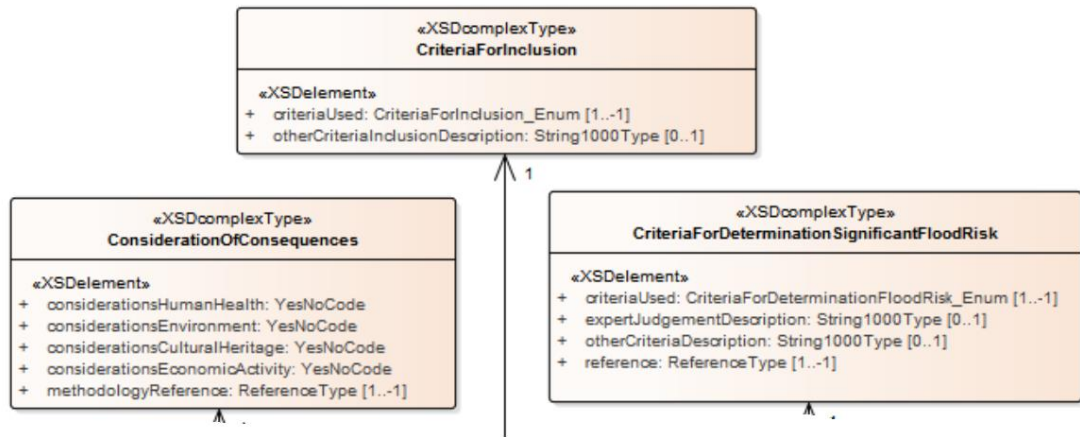 «XSDcomplexType»
CriteriaForInclusion
«XSDelement»
+ criteriaUsed: CriteriaForInclusion_Enum [1..-1]
+ otherCriteriaInclusionDescription: String1000Type [0..1]
1
«XSDcomplexType»
ConsiderationOfConsequences
«XSDelement»
+ considerationsHumanHealth: YesNoCode
+ considerationsEnvironment: YesNoCode
+ considerationsCulturalHeritage: YesNoCode
+ considerationsEconomicActivity: YesNoCode
+ methodologyReference: ReferenceType [1..-1]
«XSDcomplexType»
CriteriaForDeterminationSignificantFloodRisk
«XSDelement»
+ criteriaUsed: CriteriaForDeterminationFloodRisk_Enum [1..-1]
+ expertJudgementDescription: String1000Type [0..1]
+ otherCriteriaDescription: String1000Type [0..1]
+ reference: ReferenceType [1..-1]